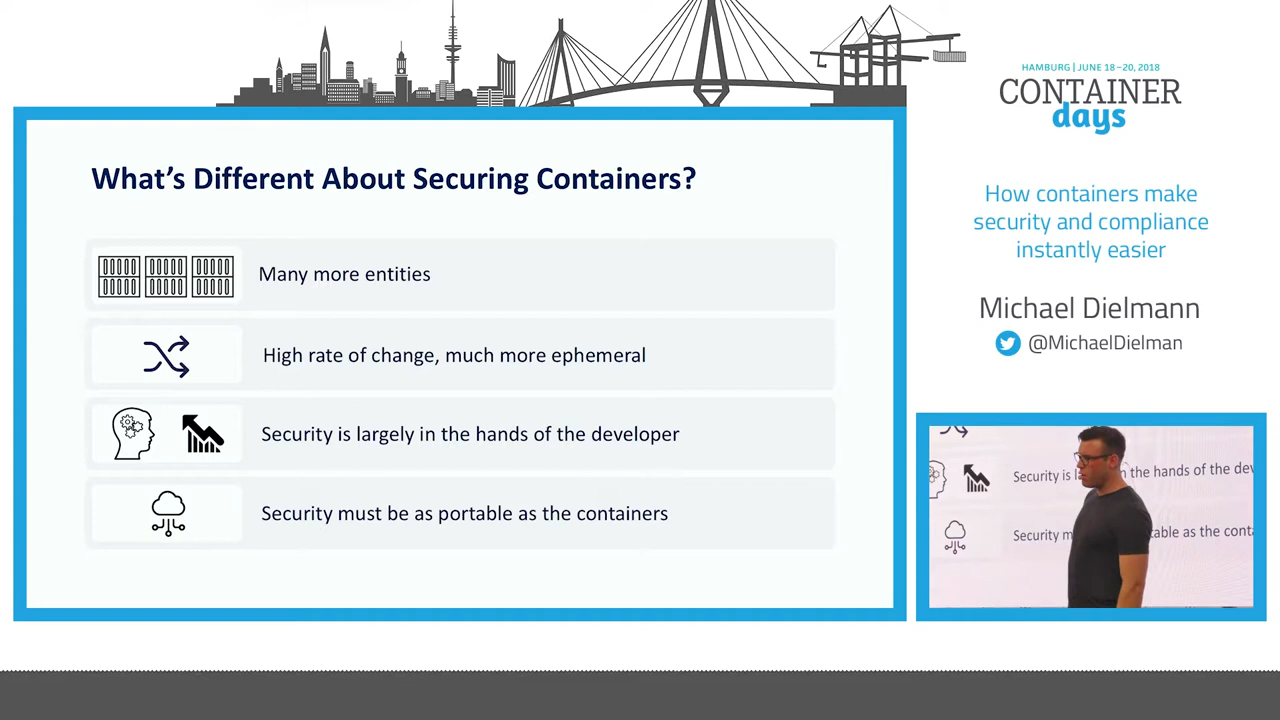 HAMBURG | JUNE 18–20, 2018
CONTAINER
days
What's Different About Securing Containers?
Many more entities
High rate of change, much more ephemeral
Security is largely in the hands of the developer
Security must be as portable as the containers
How containers make
security and compliance
instantly easier
Michael Dielmann
@MichaelDielman
Security is l n the hands of the dev
Security m table as the conta